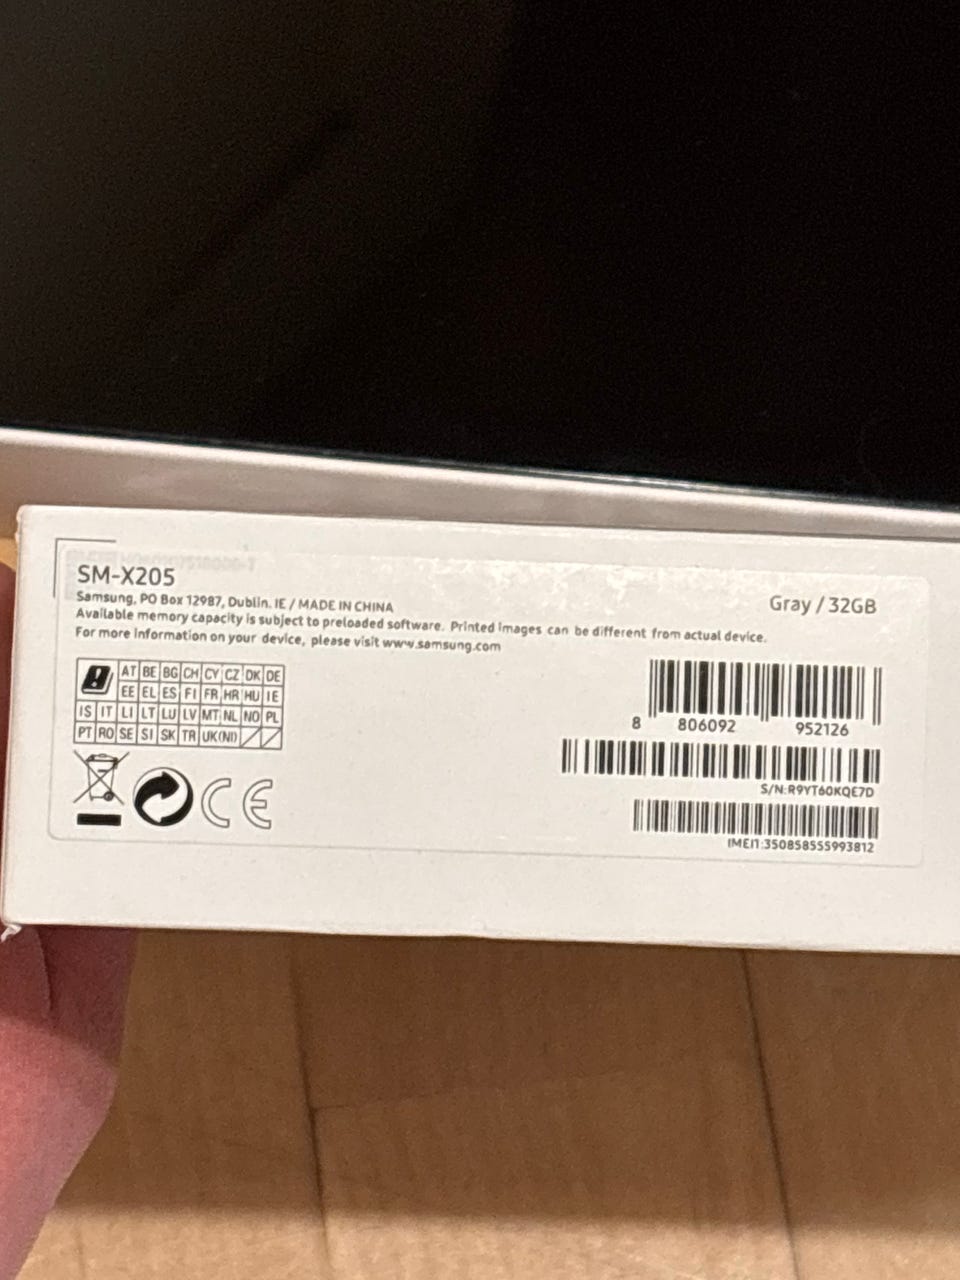 SM-X205
Gray / 32GB
Samsung, PO Box 12987, Dublin. IE / MADE IN CHINA
Available memory capacity is subject to preloaded software. Printed images can be different from actual device.
For more information on your device, please visit www.samsung.com
AT BE BG CH CY CZ DK DE
EE EL ES FI FR HR HU IE
IS IT LI LT LU LV MT NL NO PL
PT RO SE SI SK TR UK(NI)
CE
8 806092 952126
S/N:R9YT60KQE7D
IMEI1:350858555993812